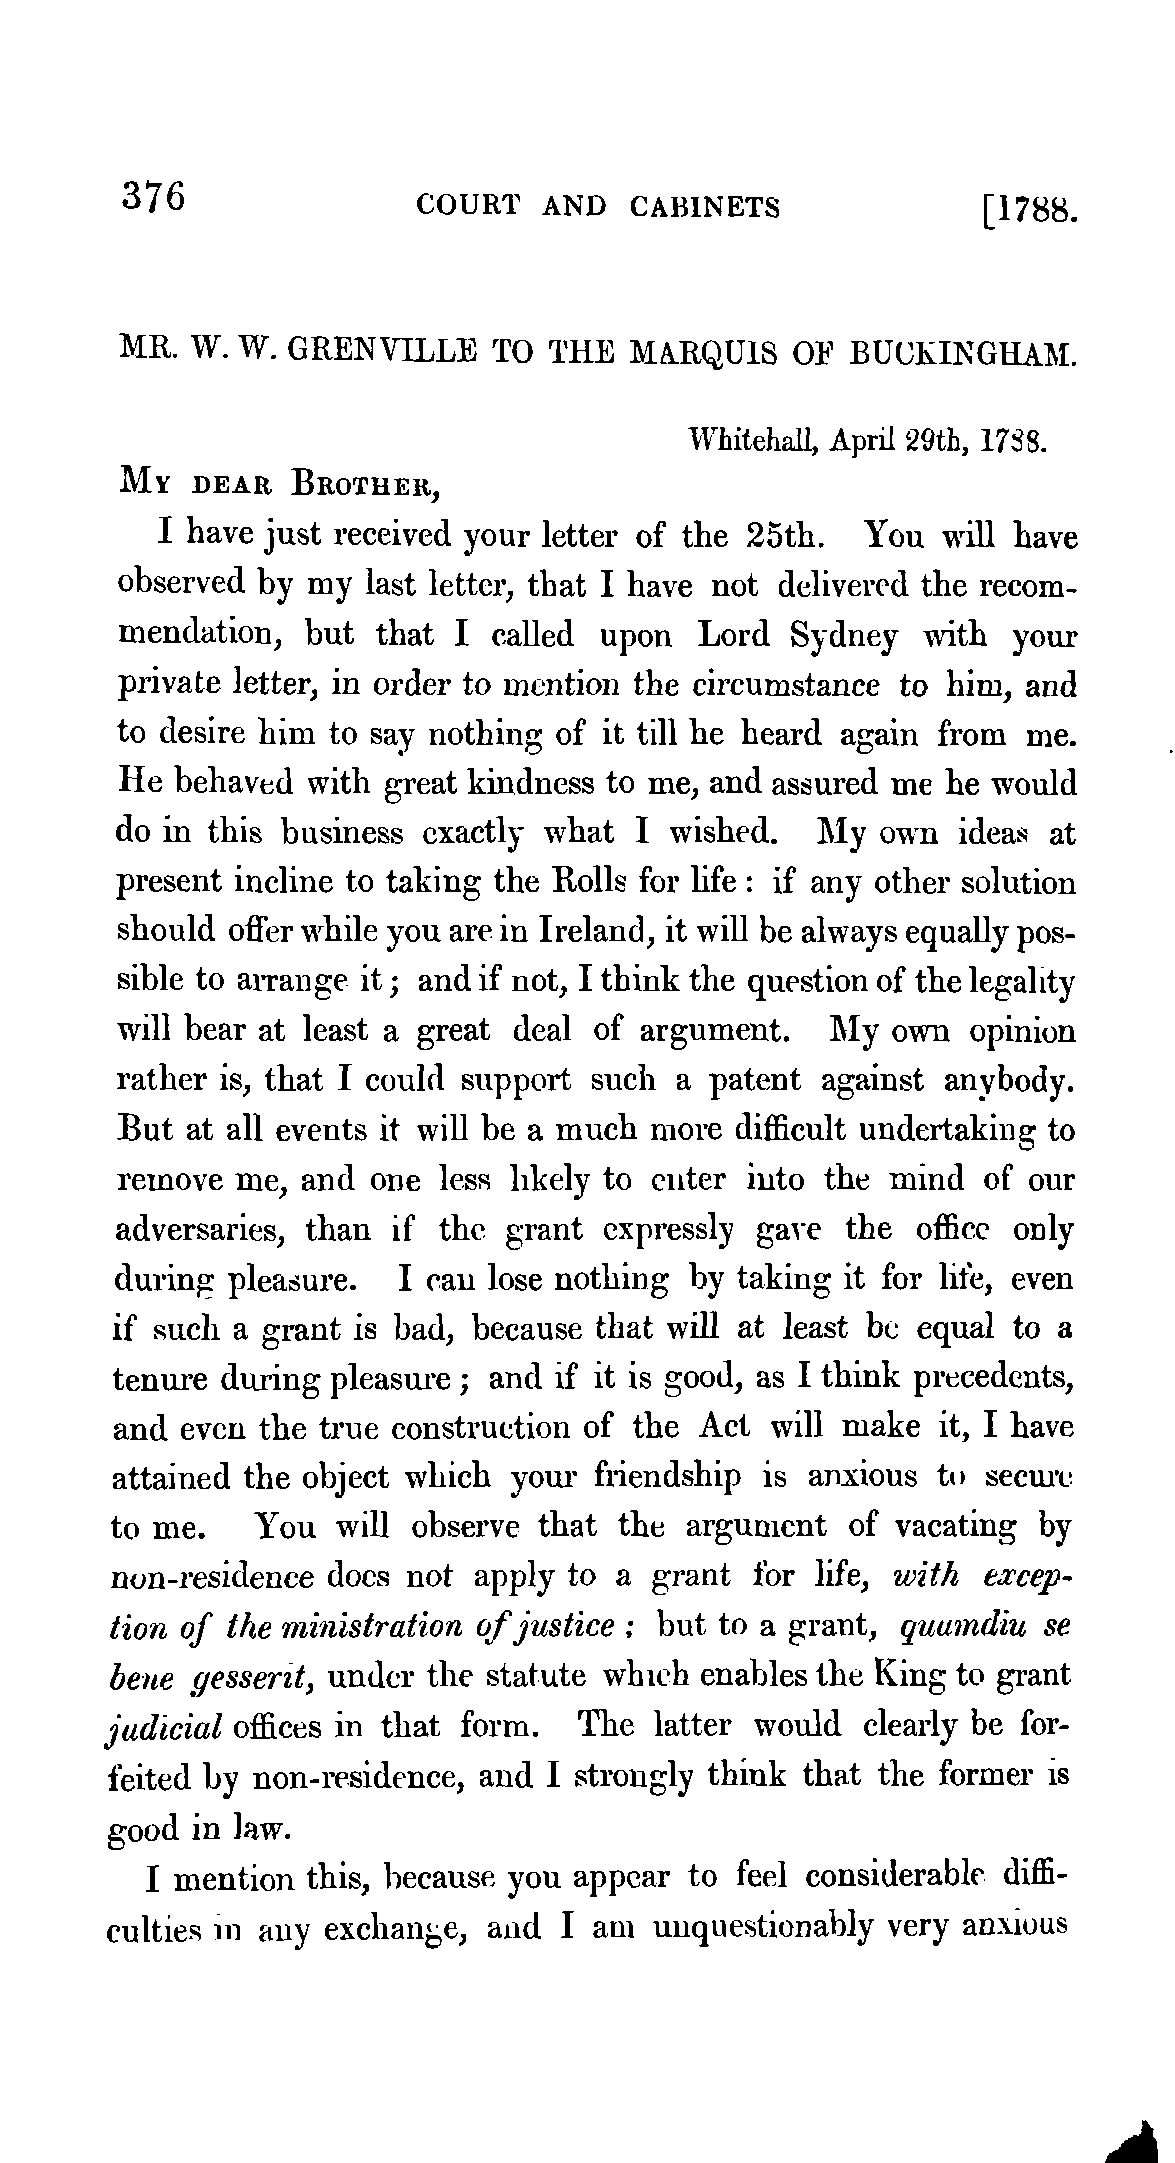 376 COURT AND CABINETS [1788.
MR. W. W. GRENVILLE TO THE MARQUIS OF BUCKINGHAM.
Whitehall, April 29th, 1788.
MY DEAR BROTHER,
I have just received your letter of the 25th. You will have
observed by my last letter, that I have not delivered the recom-
mendation, but that I called upon Lord Sydney with your
private letter, in order to mention the circumstance to him, and
to desire him to say nothing of it till he heard again from me.
He behaved with great kindness to me, and assured me he would
do in this business exactly what I wished. My own ideas at
present incline to taking the Rolls for life : if any other solution
should offer while you are in Ireland, it will be always equally pos-
sible to arrange it ; and if not, I think the question of the legality
will bear at least a great deal of argument. My own opinion
rather is, that I could support such a patent against anybody.
But at all events it will be a much more difficult undertaking to
remove me, and one less likely to enter into the mind of our
adversaries, than if the grant expressly gave the office only
during pleasure. I can lose nothing by taking it for life, even
if such a grant is bad, because that will at least be equal to a
tenure during pleasure ; and if it is good, as I think precedents,
and even the true construction of the Act will make it, I have
attained the object which your friendship is anxious to secure
to me. You will observe that the argument of vacating by
non-residence does not apply to a grant for life, with excep-
tion of the ministration of justice ; but to a grant, quamdiu se
bene gesserit, under the statute which enables the King to grant
judicial offices in that form. The latter would clearly be for-
feited by non-residence, and I strongly think that the former is
good in law.
I mention this, because you appear to feel considerable diffi-
culties in any exchange, and I am unquestionably very anxious